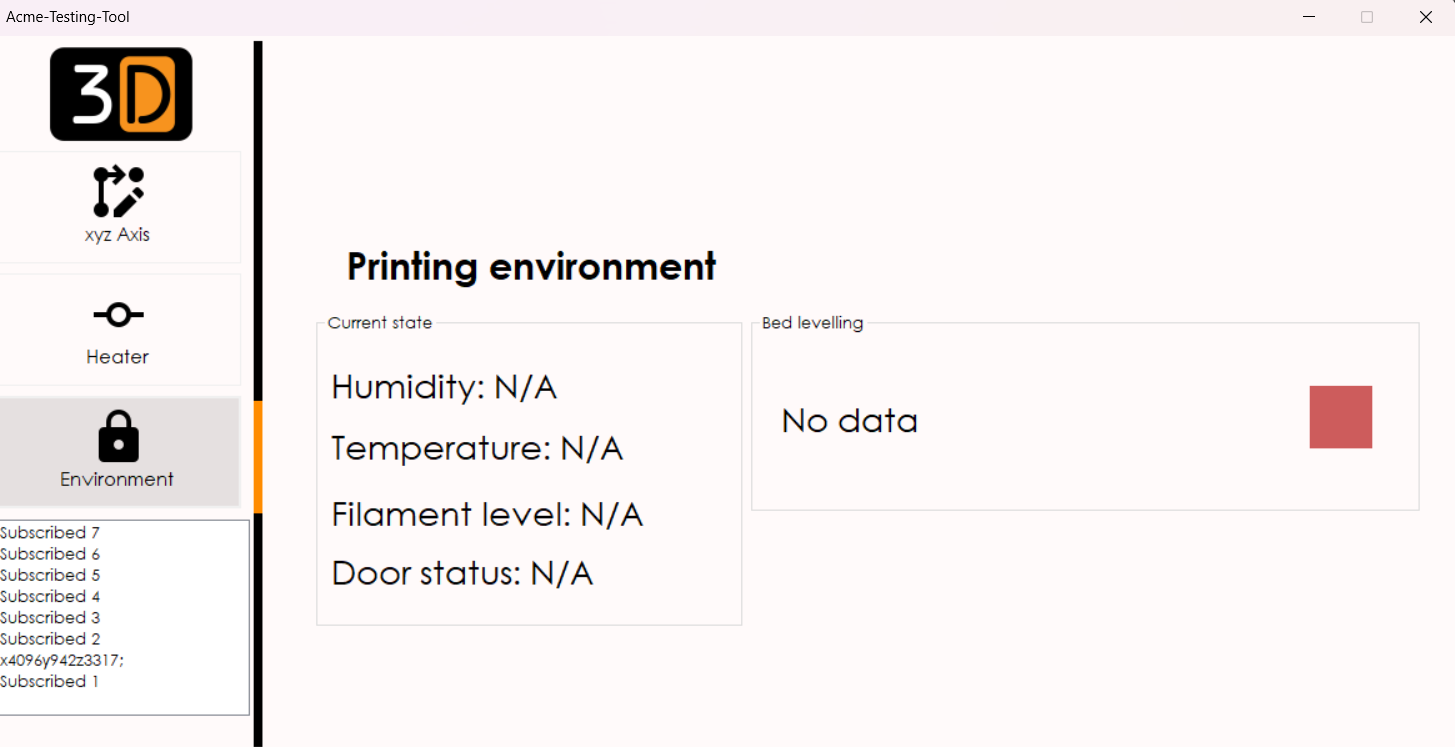 Acme-Testing-Tool
3D
xyz Axis
Heater
Environment
Subscribed 7
Subscribed 6
Subscribed 5
Subscribed 4
Subscribed 3
Subscribed 2
x4096y942z3317;
Subscribed 1
Printing environment
Current state
Humidity: N/A
Temperature: N/A
Filament level: N/A
Door status: N/A
Bed levelling
No data